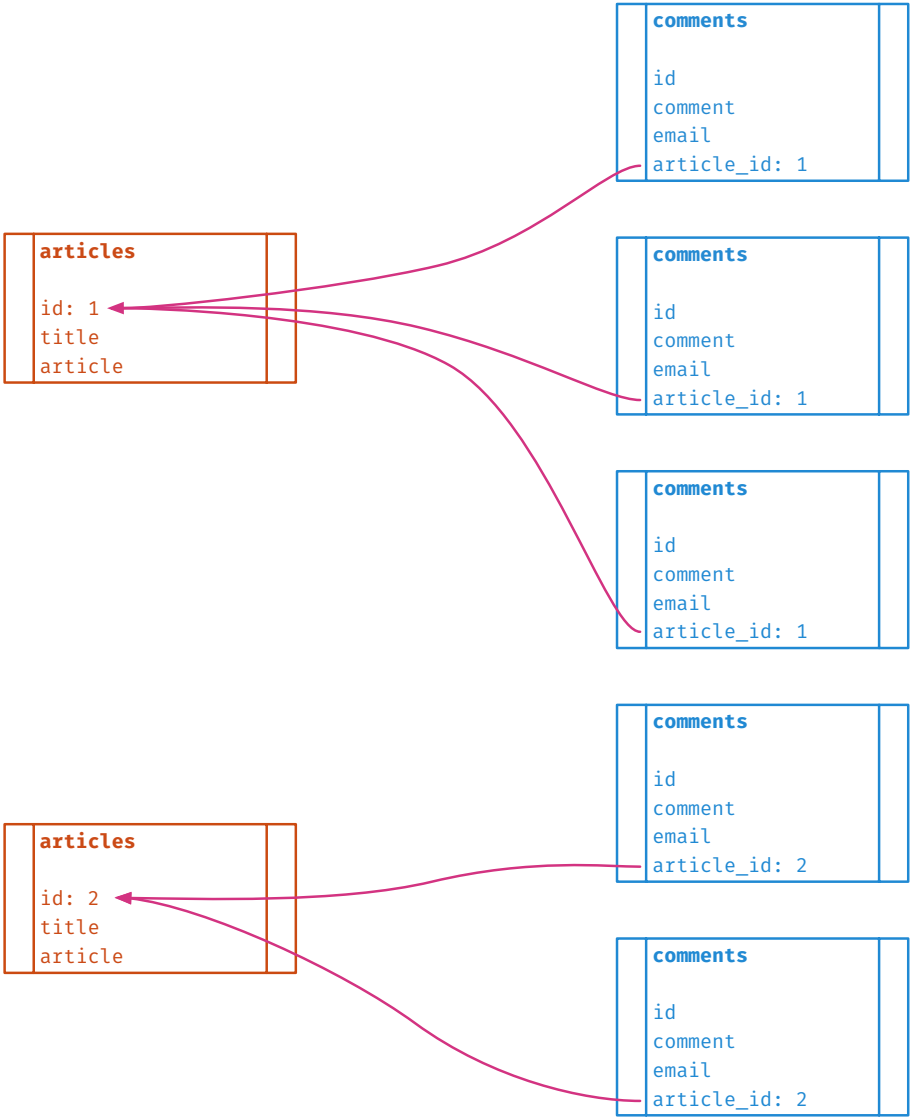 comments
id
comment
email
article_id: 1
articles
id: 1
title
article
comments
id
comment
email
article_id: 1
comments
id
comment
email
article_id: 1
comments
id
comment
email
article_id: 2
articles
id: 2
title
article
comments
id
comment
email
article_id: 2